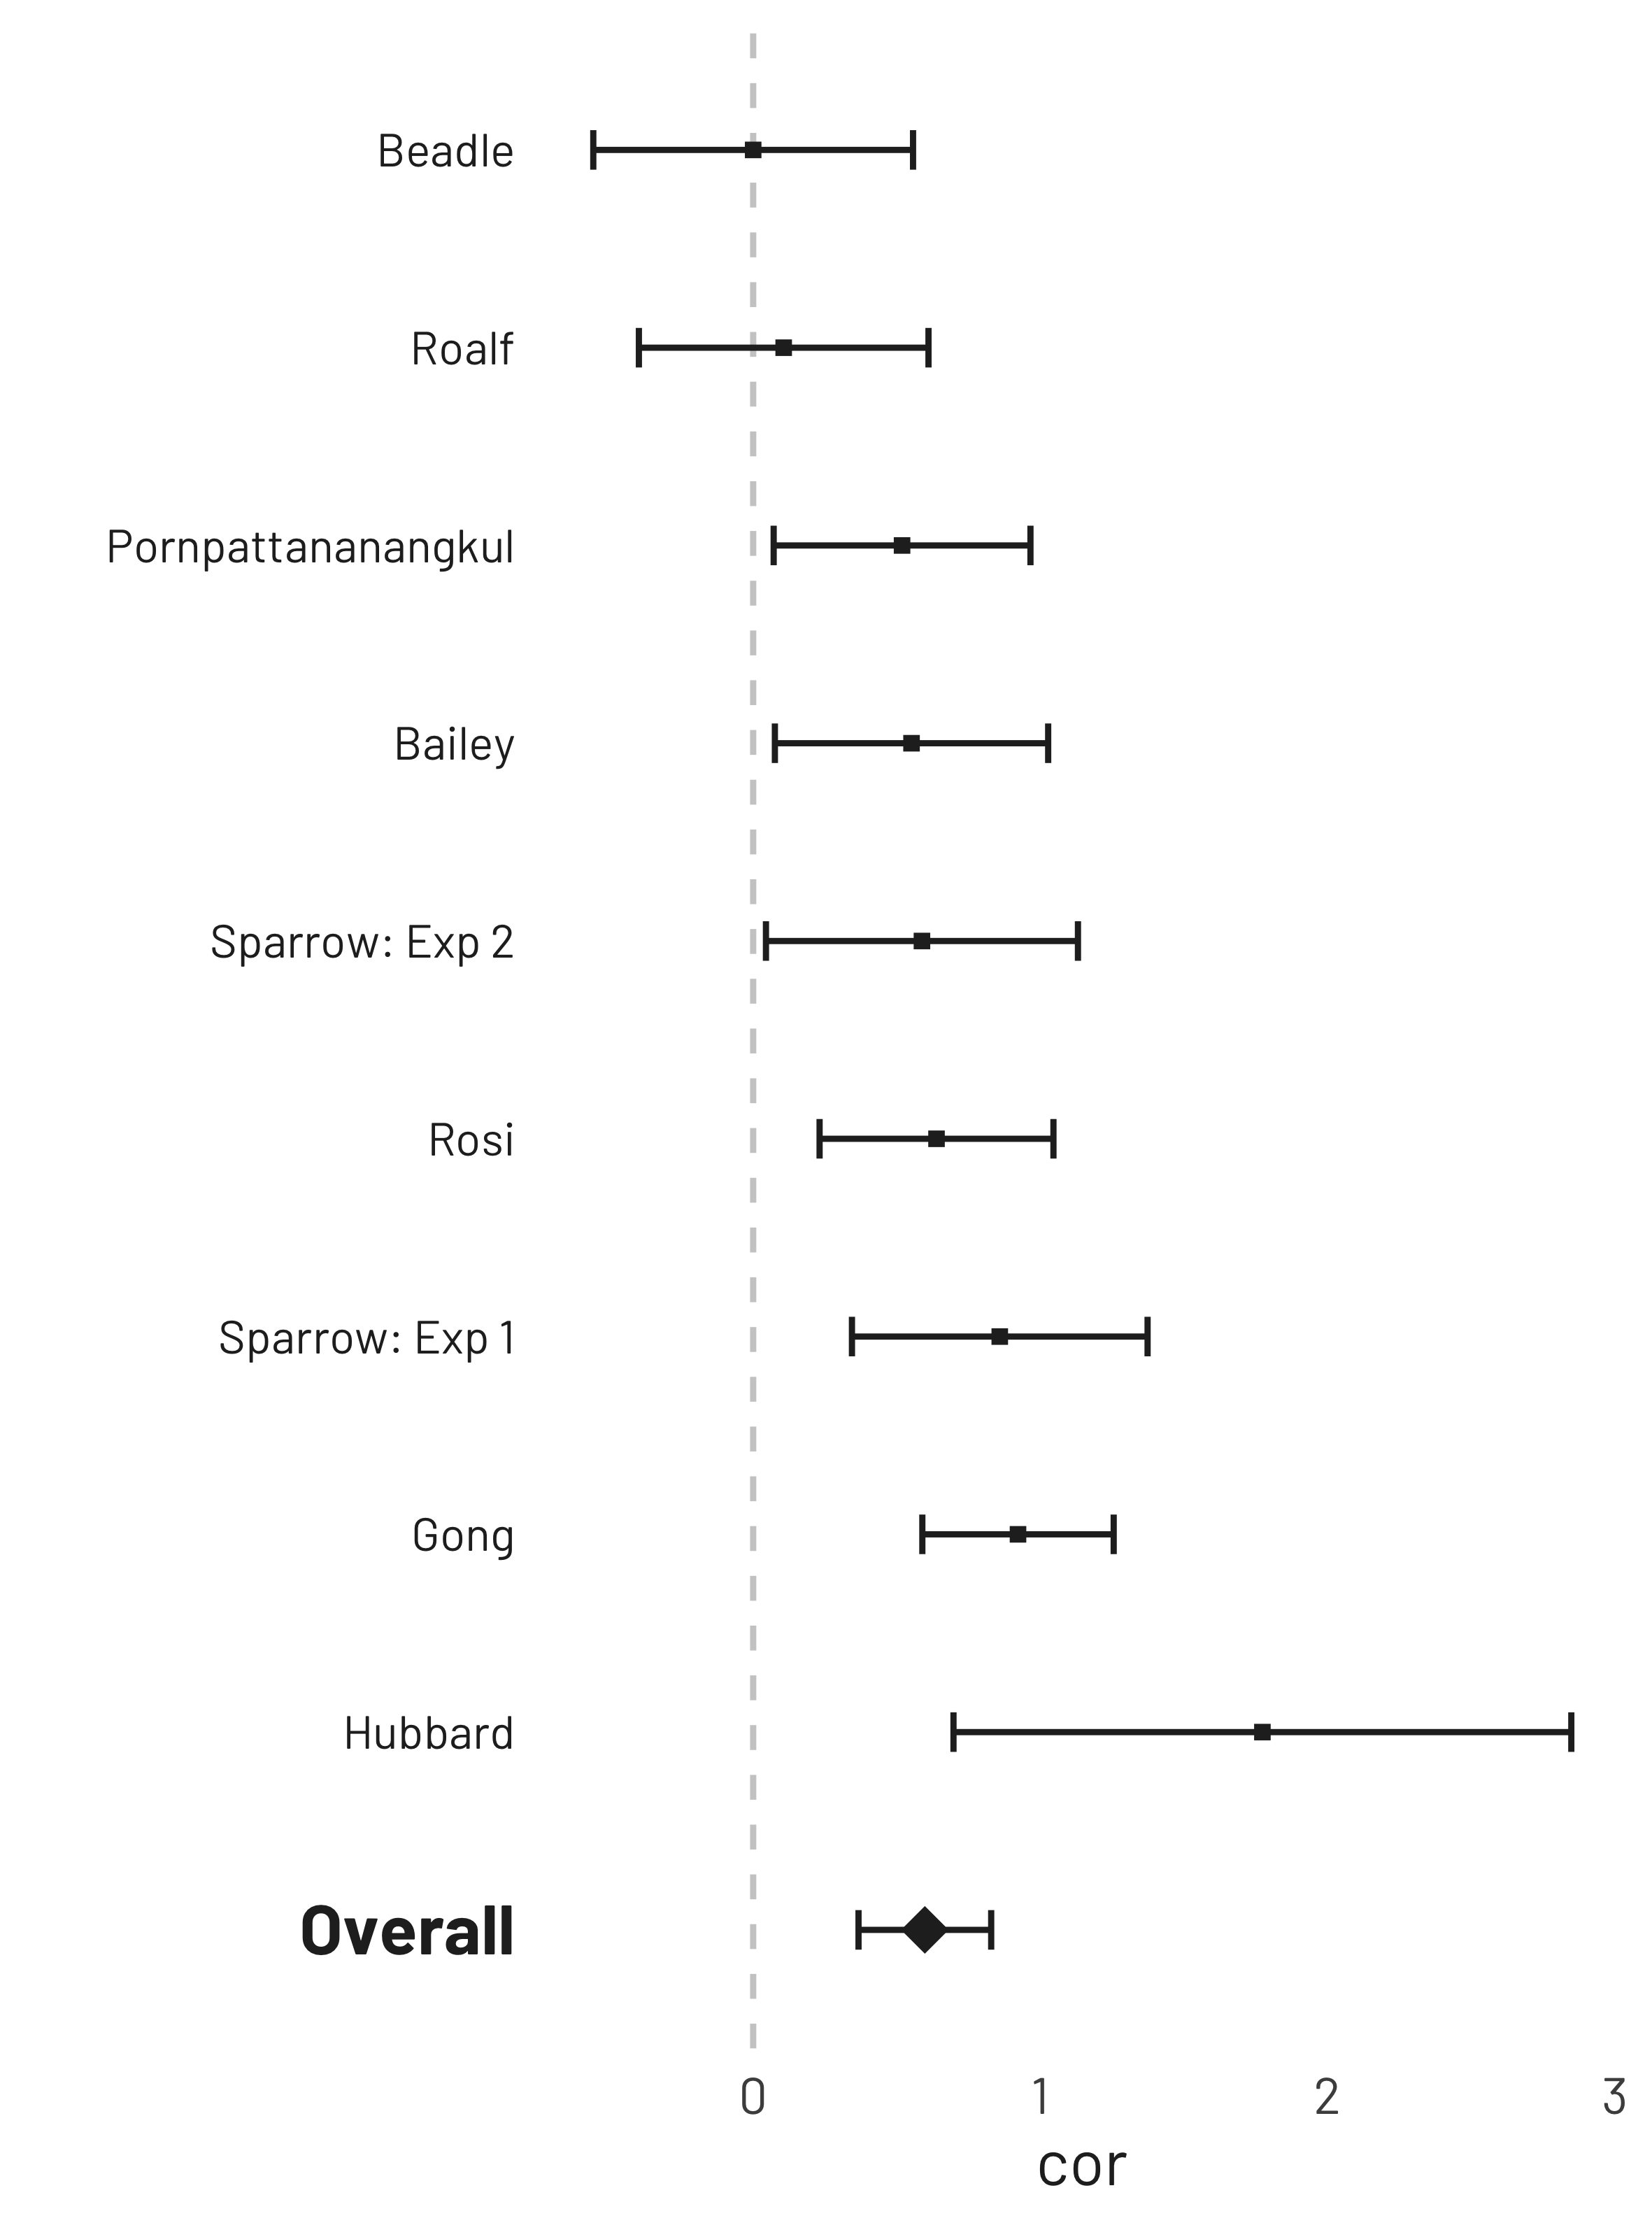 Beadle
Roalf
Pornpattananangkul
Bailey
Sparrow: Exp 2
Rosi
Sparrow: Exp 1
Gong
Hubbard
Overall
0 1 2 3
cor